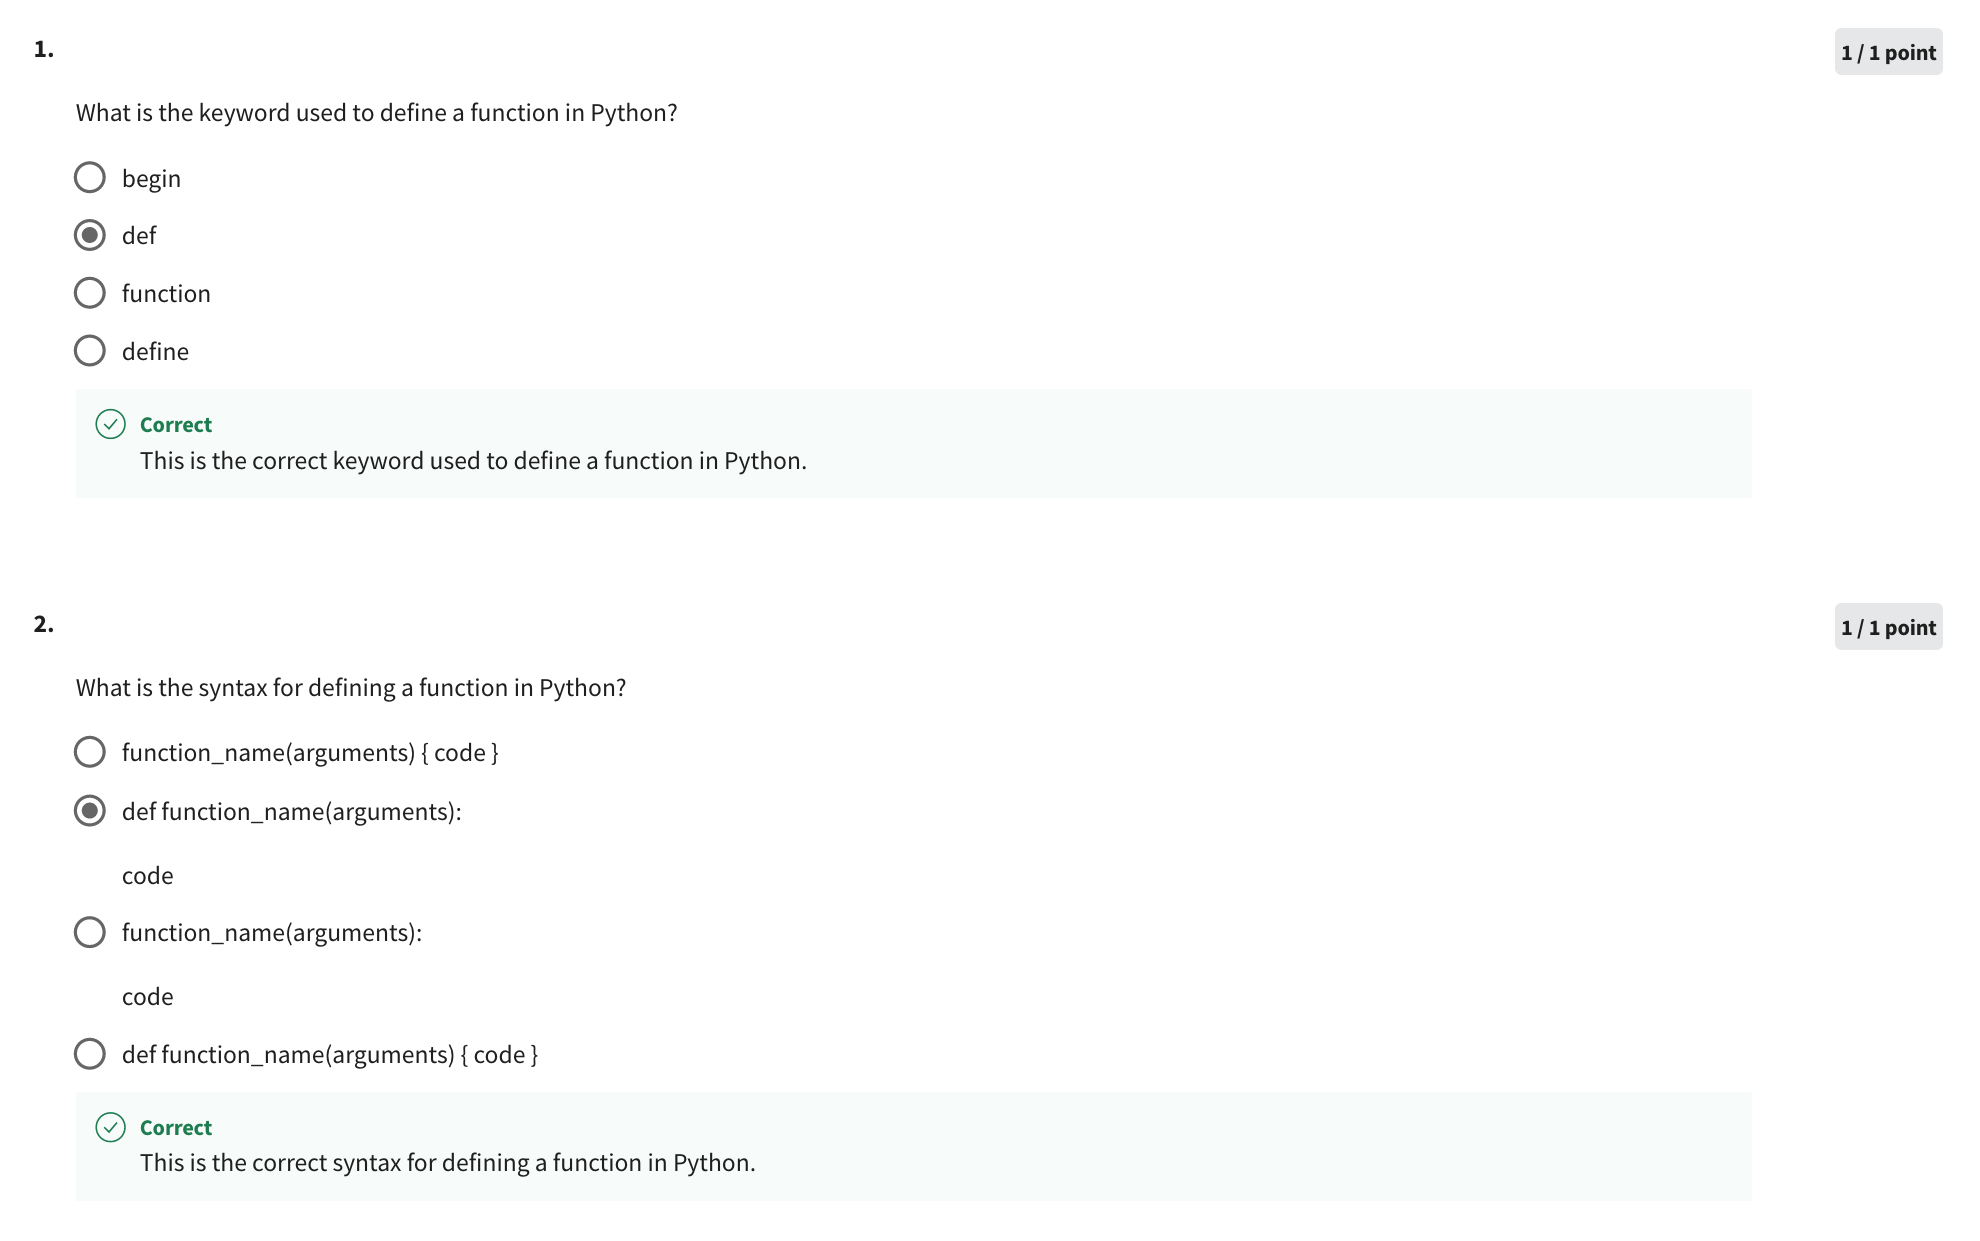 1.
1 / 1 point
What is the keyword used to define a function in Python?
begin
def
function
define
Correct
This is the correct keyword used to define a function in Python.
2.
1 / 1 point
What is the syntax for defining a function in Python?
function_name(arguments) { code }
def function_name(arguments):
code
function_name(arguments):
code
def function_name(arguments) { code }
Correct
This is the correct syntax for defining a function in Python.